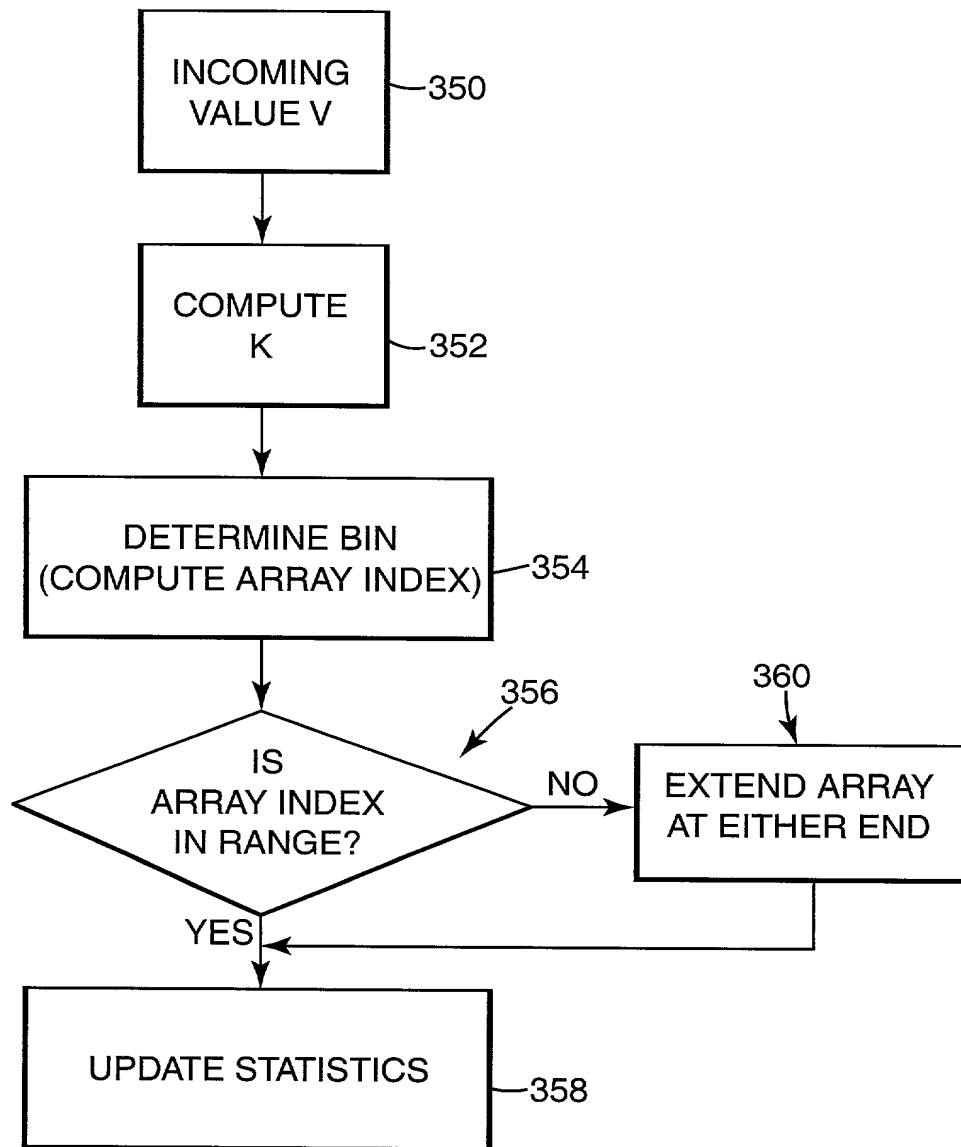 INCOMING
VALUE V
350
COMPUTE
K
352
DETERMINE BIN
(COMPUTE ARRAY INDEX)
354
356
360
IS
ARRAY INDEX
IN RANGE?
NO
EXTEND ARRAY
AT EITHER END
YES
UPDATE STATISTICS
358